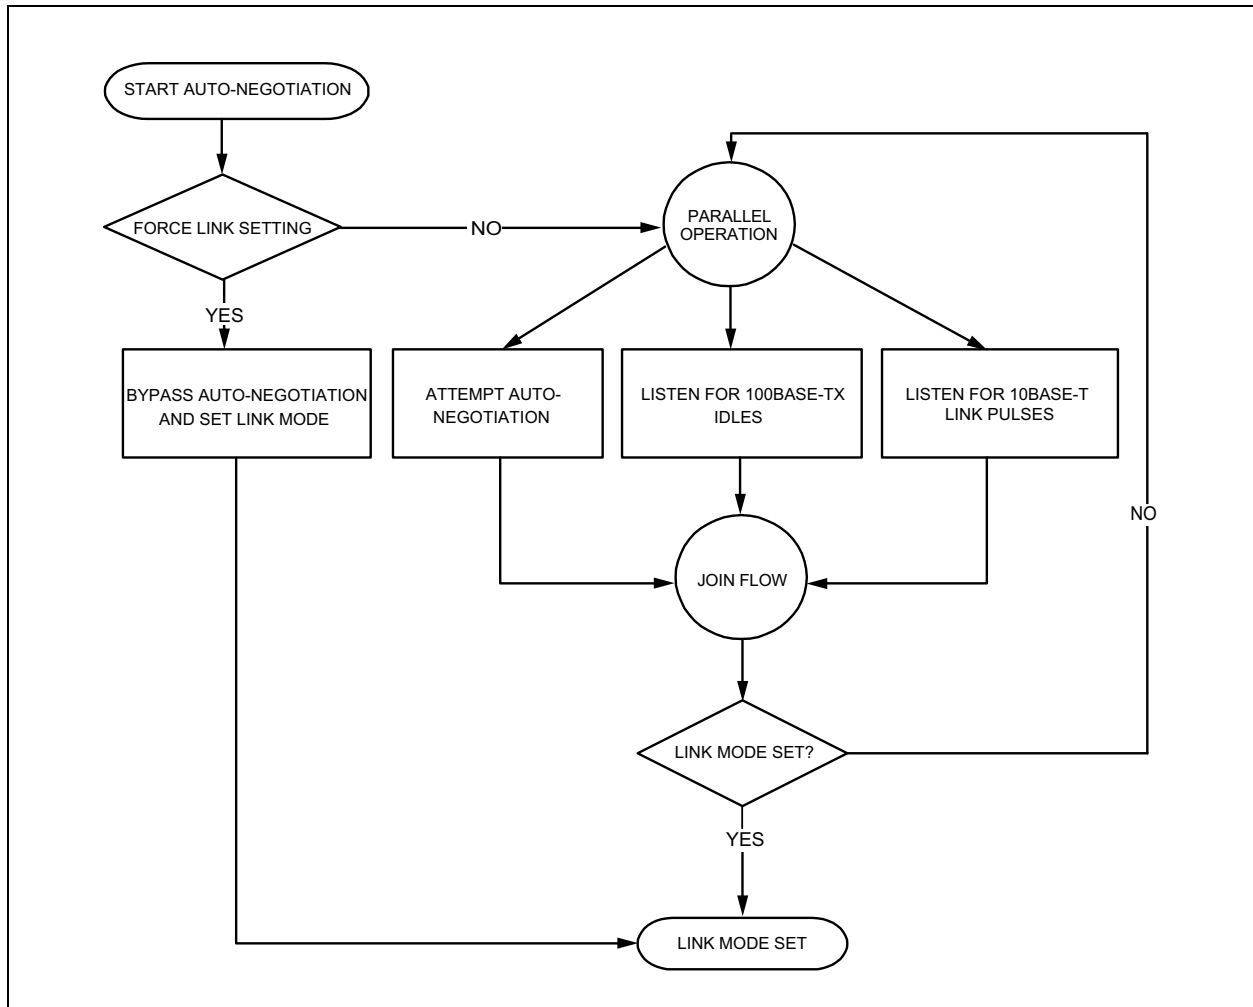 START AUTO-NEGOTIATION
FORCE LINK SETTING
NO
PARALLEL
OPERATION
YES
BYPASS AUTO-NEGOTIATION
AND SET LINK MODE
ATTEMPT AUTO-
NEGOTIATION
LISTEN FOR 100BASE-TX
IDLES
LISTEN FOR 10BASE-T
LINK PULSES
NO
JOIN FLOW
LINK MODE SET?
YES
LINK MODE SET